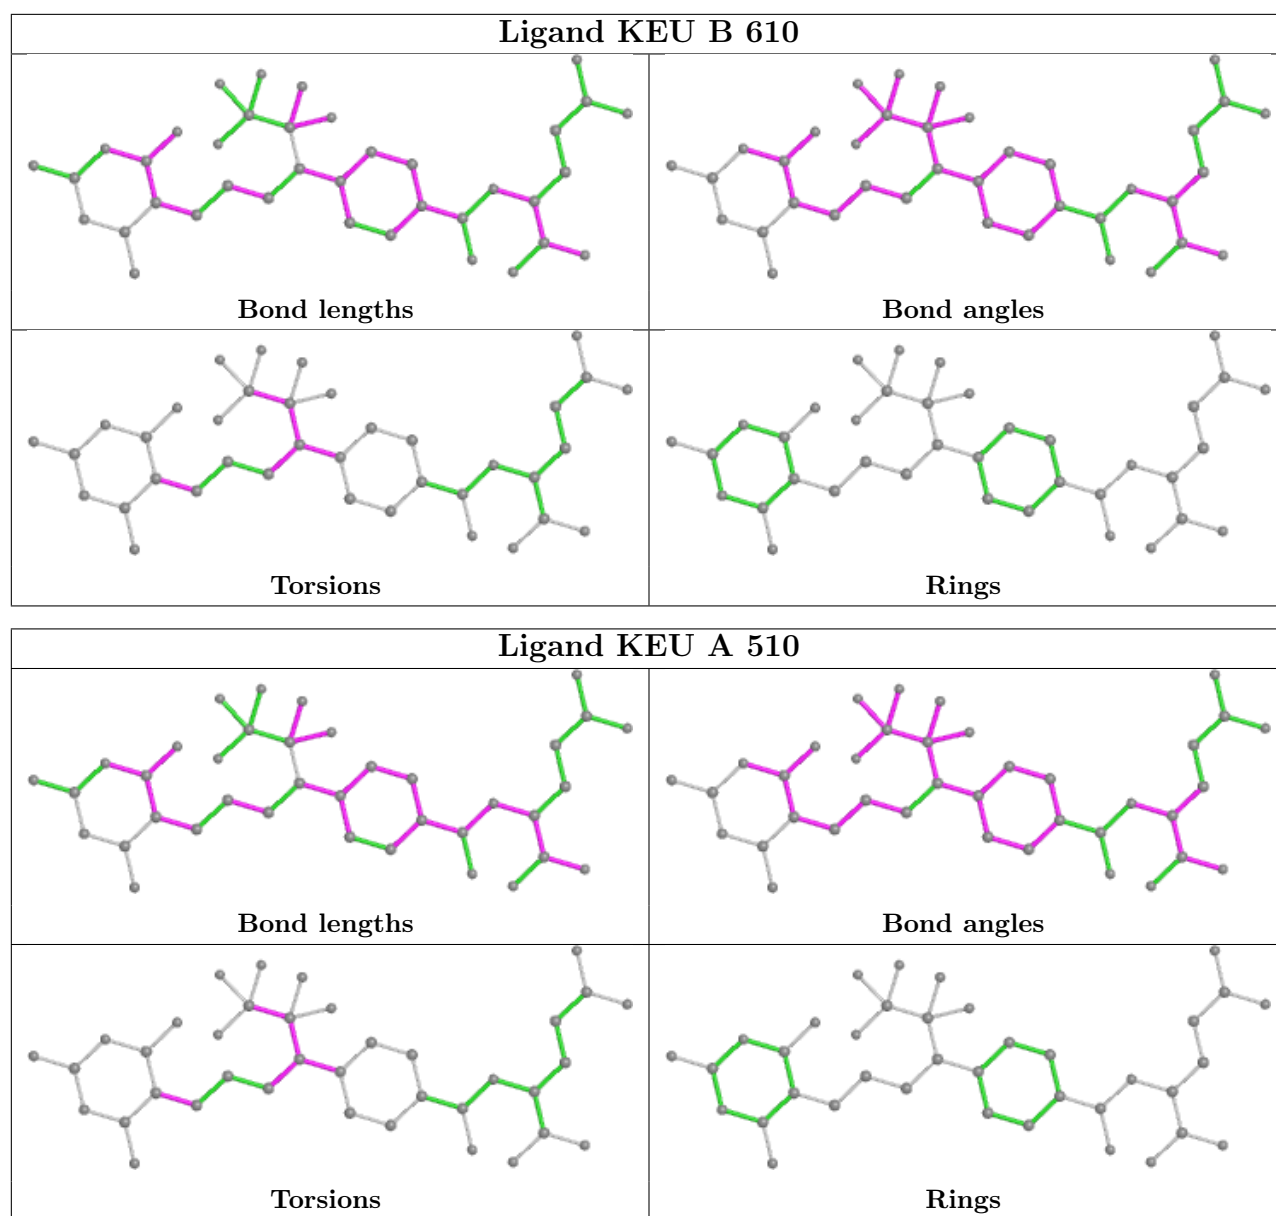 Ligand KEU B 610
Bond lengths
Bond angles
Torsions
Rings
Ligand KEU A 510
Bond lengths
Bond angles
Torsions
Rings